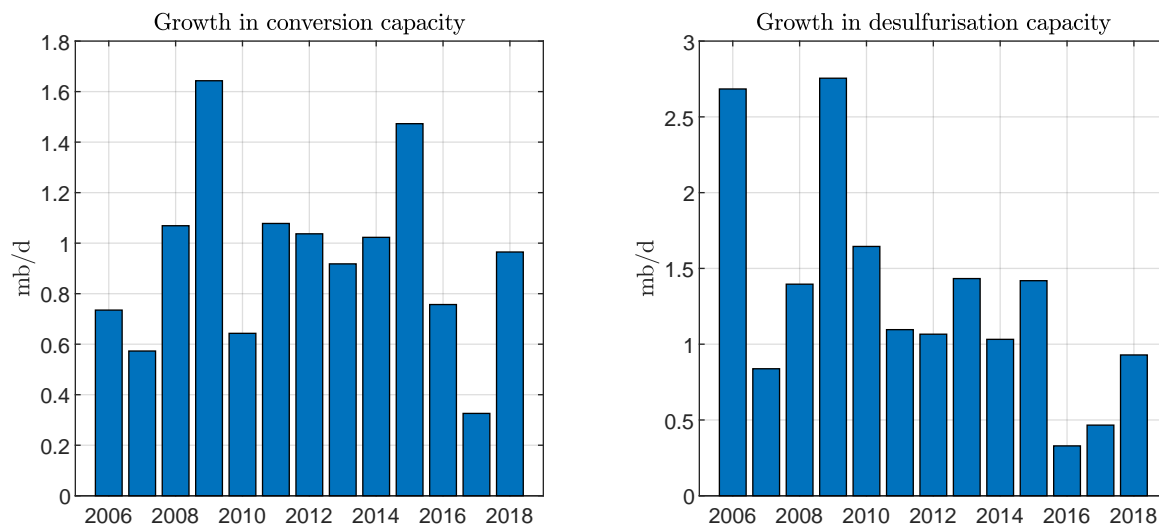 Growth in conversion capacity
1.8
1.6
1.4
1.2
1
0.8
0.6
0.4
0.2
0
mb/d
2006 2008 2010 2012 2014 2016 2018
Growth in desulfurisation capacity
3
2.5
2
1.5
1
0.5
0
mb/d
2006 2008 2010 2012 2014 2016 2018